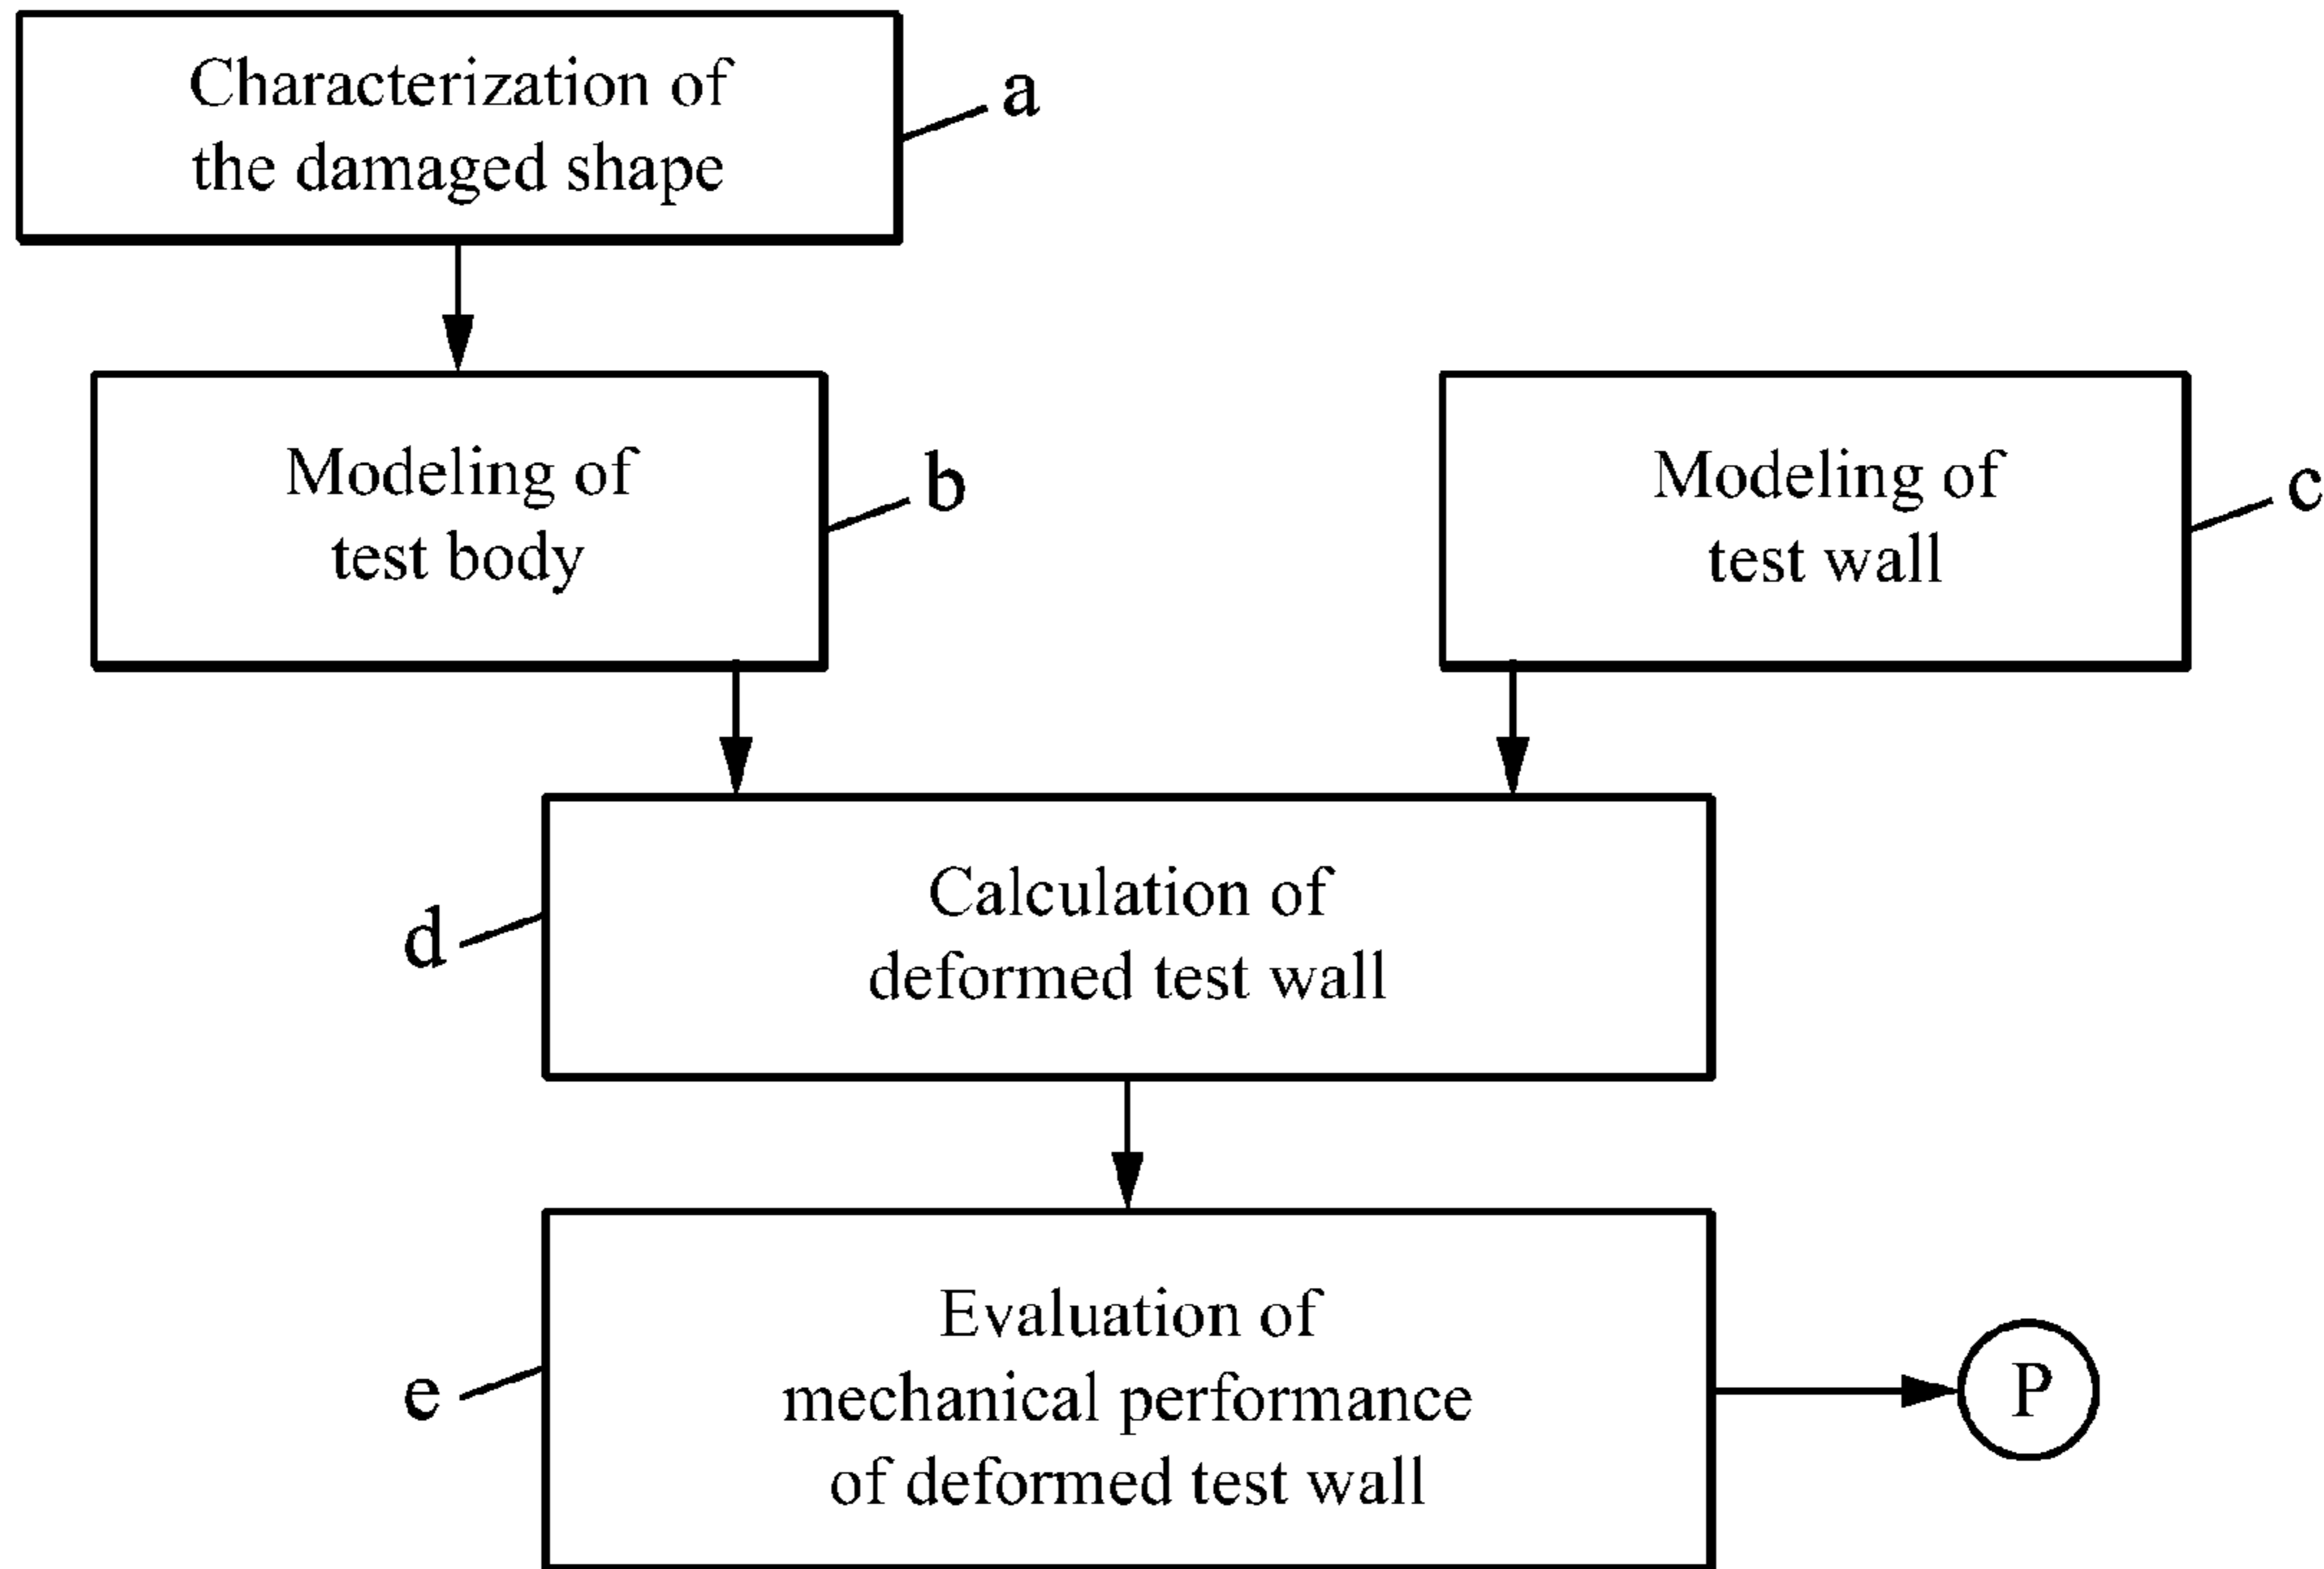 Characterization of
the damaged shape
a
Modeling of
test body
b
Modeling of
test wall
c
Calculation of
deformed test wall
d
Evaluation of
mechanical performance
of deformed test wall
e
P